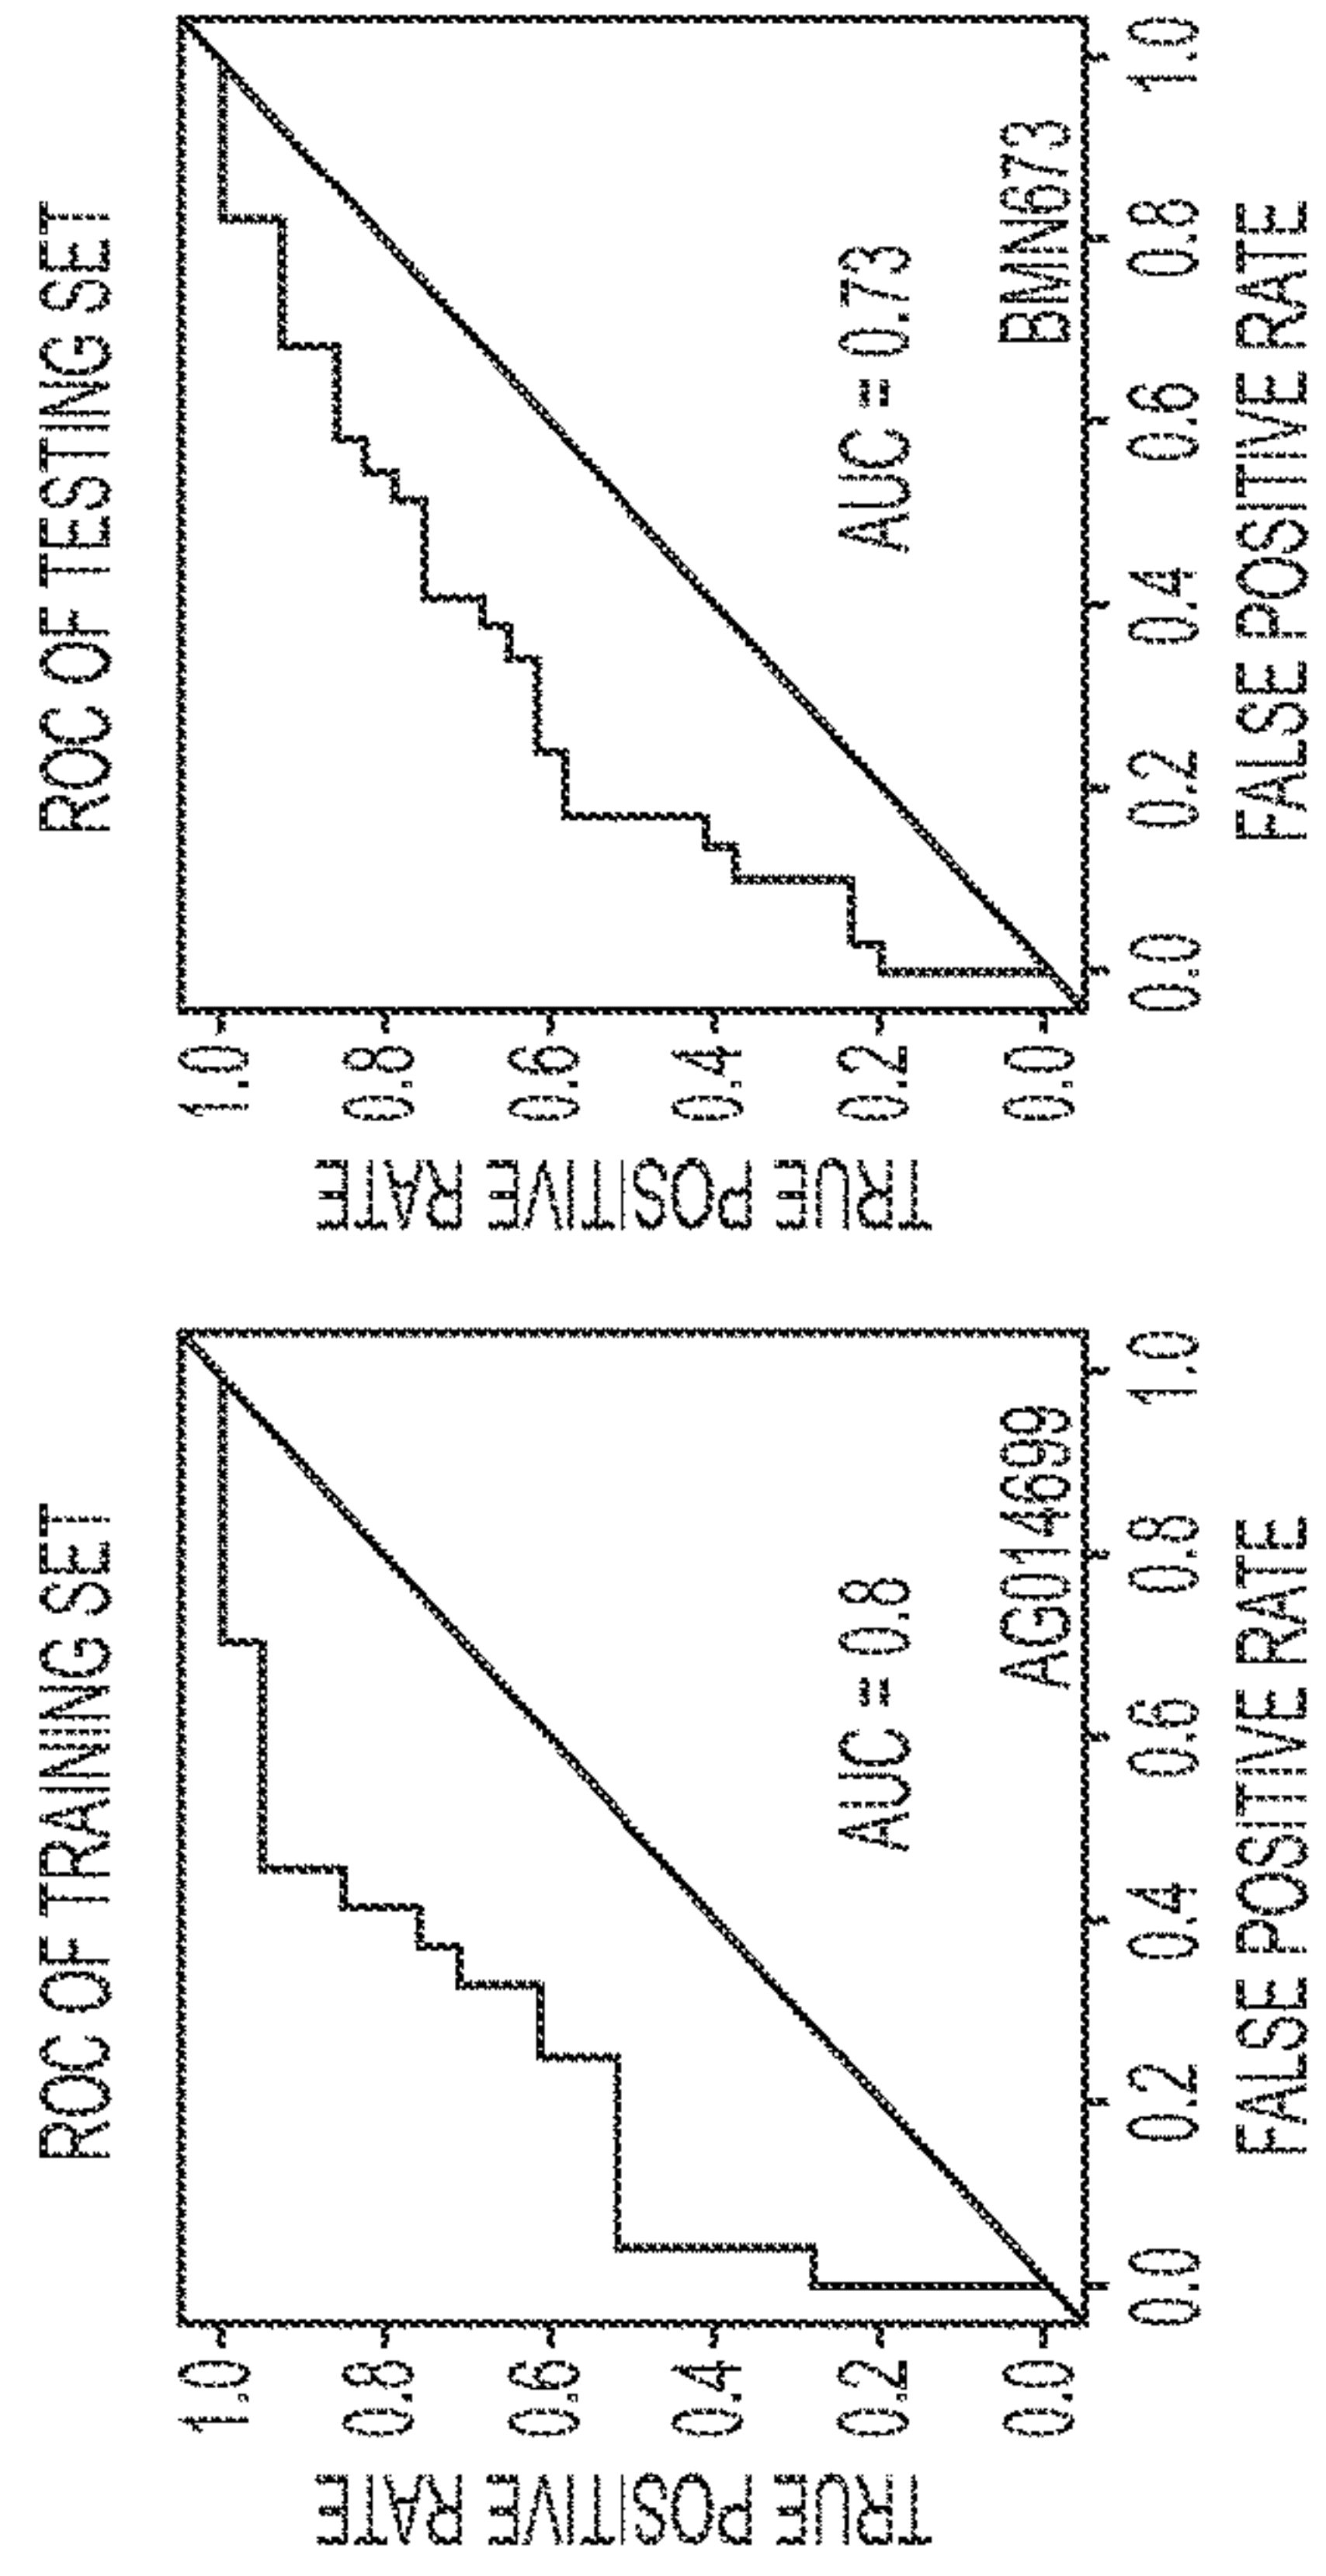 ROC OF TRAINING SET
TRUE POSITIVE RATE
1.0
0.8
0.6
0.4
0.2
0.0
AUC = 0.8
AG014699
0.0 0.2 0.4 0.6 0.8 1.0
FALSE POSITIVE RATE
ROC OF TESTING SET
TRUE POSITIVE RATE
1.0
0.8
0.6
0.4
0.2
0.0
AUC = 0.73
BMN673
0.0 0.2 0.4 0.6 0.8 1.0
FALSE POSITIVE RATE